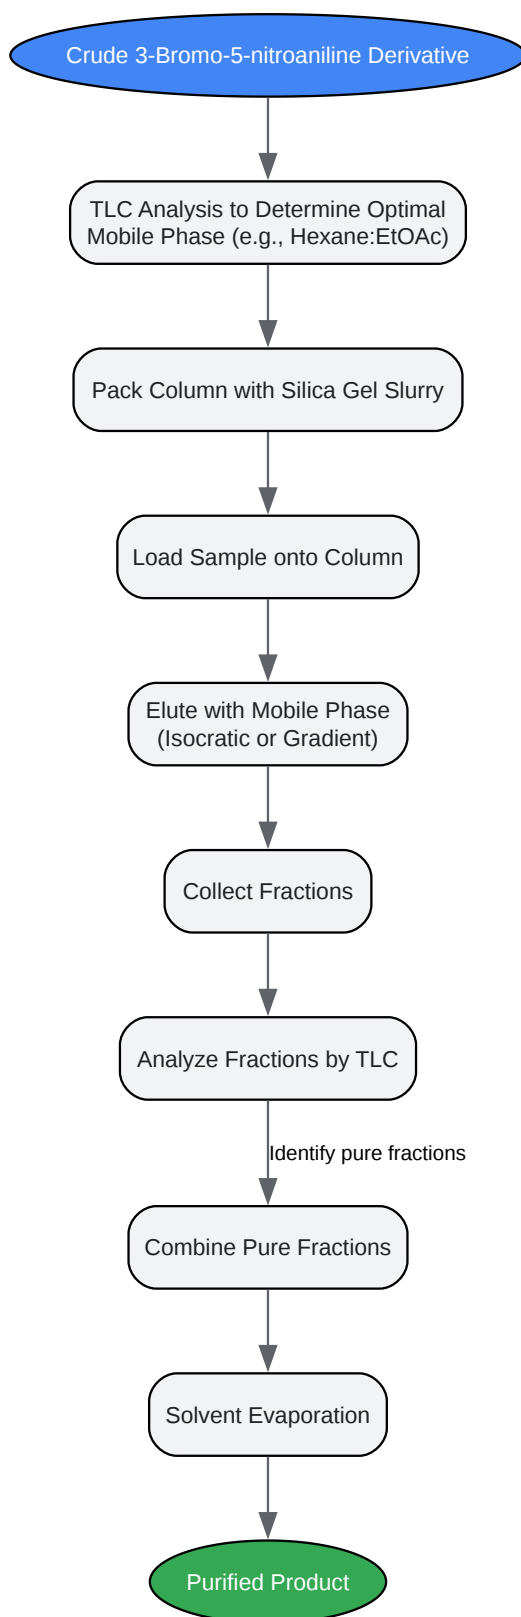 Crude 3-Bromo-5-nitroaniline Derivative
TLC Analysis to Determine Optimal
Mobile Phase (e.g., Hexane:EtOAc)
Pack Column with Silica Gel Slurry
Load Sample onto Column
Elute with Mobile Phase
(Isocratic or Gradient)
Collect Fractions
Analyze Fractions by TLC
Identify pure fractions
Combine Pure Fractions
Solvent Evaporation
Purified Product